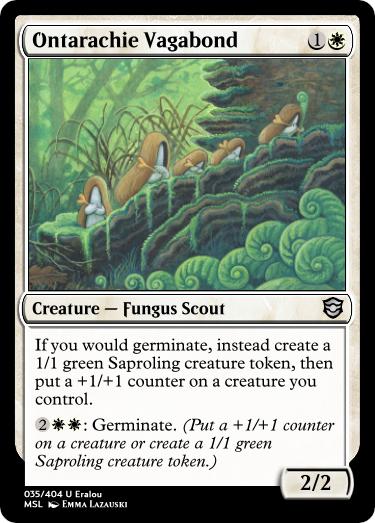 Ontarachie Vagabond 1
Creature — Fungus Scout
If you would germinate, instead create a
1/1 green Saproling creature token, then
put a +1/+1 counter on a creature you
control.
2: Germinate. (Put a +1/+1 counter
on a creature or create a 1/1 green
Saproling creature token.)
2/2
035/404 U Eralou
MSL Emma Lazauski